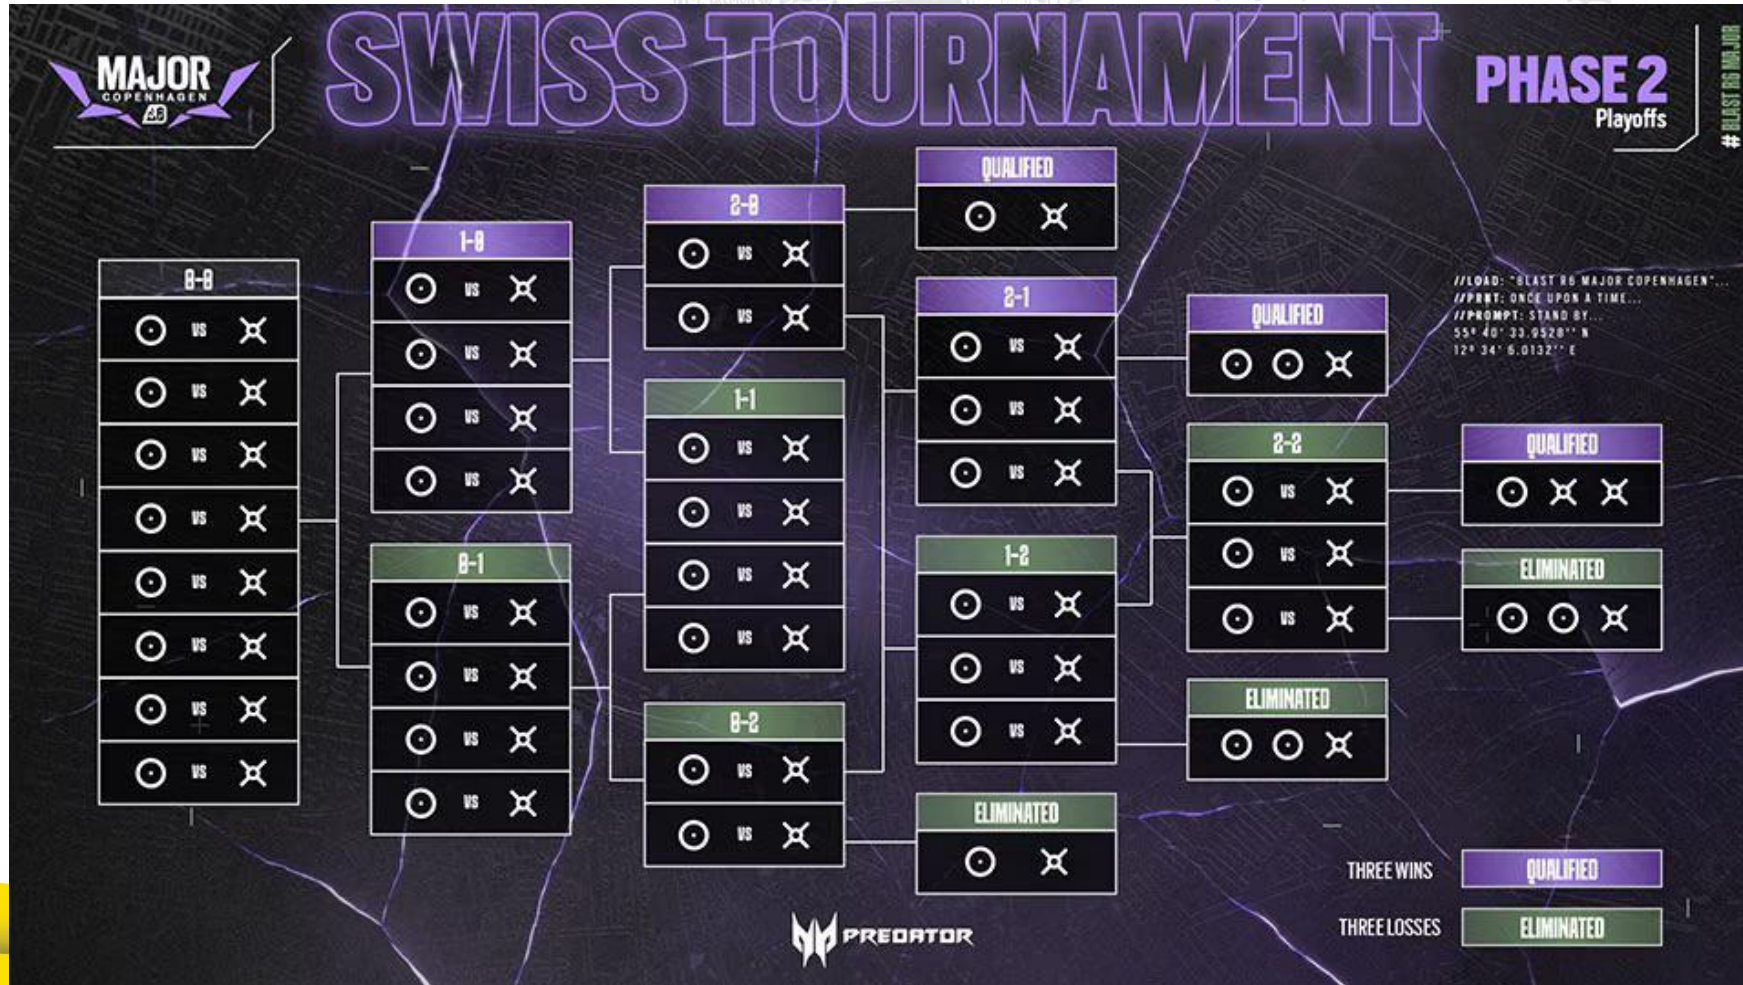 MAJOR
COPENHAGEN
R6
SWISS TOURNAMENT
PHASE 2
Playoffs
#BLAST R6 MAJOR
0-0
VS
VS
VS
VS
VS
VS
VS
VS
1-0
VS
VS
VS
VS
0-1
VS
VS
VS
VS
2-0
VS
VS
1-1
VS
VS
VS
VS
0-2
VS
VS
QUALIFIED
2-1
VS
VS
VS
1-2
VS
VS
VS
ELIMINATED
QUALIFIED
2-2
VS
VS
VS
ELIMINATED
//LOAD: "BLAST R6 MAJOR COPENHAGEN"...
//PRNT: ONCE UPON A TIME...
//PROMPT: STAND BY...
55º 40' 33.9528'' N
12º 34' 6.0132'' E
QUALIFIED
ELIMINATED
THREE WINS QUALIFIED
THREE LOSSES ELIMINATED
PREDATOR